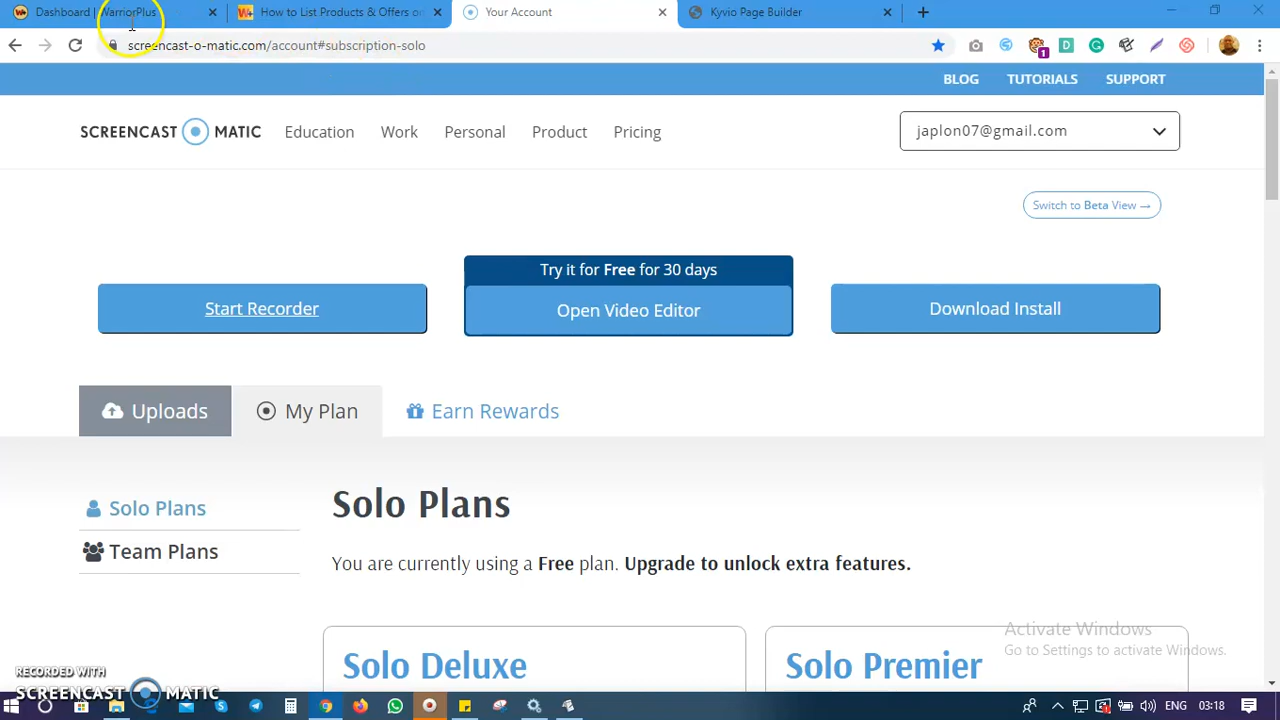 Dashboard | WarriorPlus
How to List Products & Offers on
Your Account
Kyvio Page Builder
screencast-o-matic.com/account#subscription-solo
1
BLOG TUTORIALS SUPPORT
SCREENCAST MATIC Education Work Personal Product Pricing
japlon07@gmail.com
Switch to Beta View →
Try it for Free for 30 days
Start Recorder
Open Video Editor
Download Install
Uploads My Plan Earn Rewards
Solo Plans
Team Plans
Solo Plans
You are currently using a Free plan. Upgrade to unlock extra features.
Solo Deluxe
Solo Premier
Activate Windows
Go to Settings to activate Windows.
RECORDED WITH
SCREENCAST MATIC
03:18